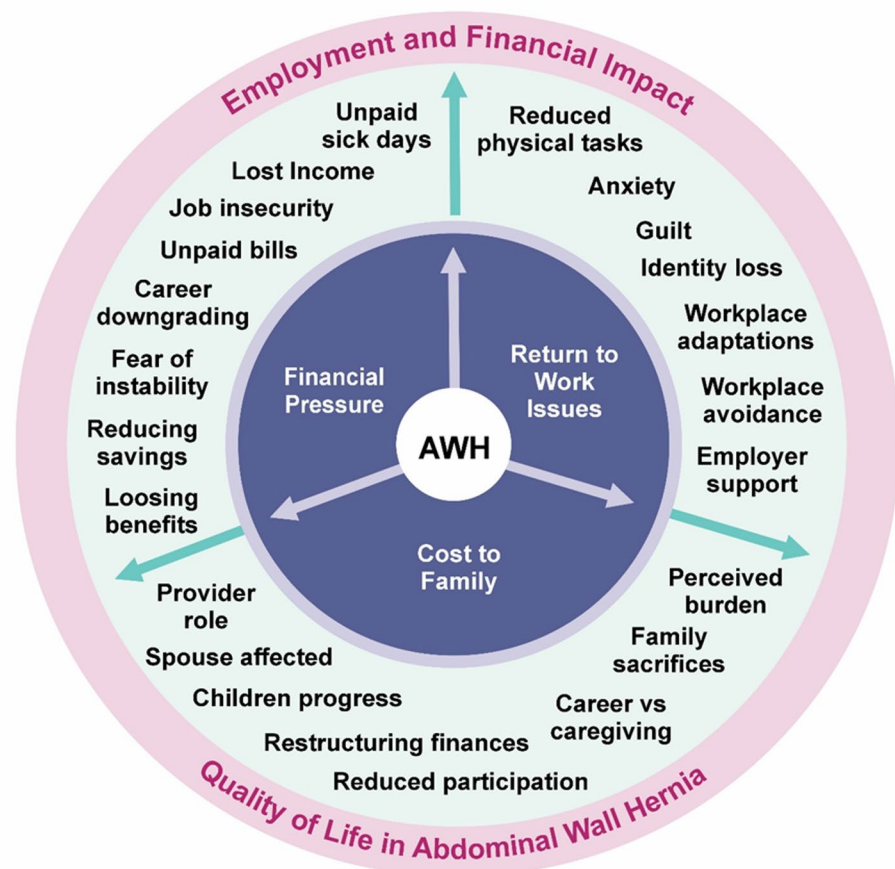 Employment and Financial Impact
Unpaid
sick days
Lost Income
Job insecurity
Unpaid bills
Career
downgrading
Fear of
instability
Reducing
savings
Loosing
benefits
Reduced
physical tasks
Anxiety
Guilt
Identity loss
Workplace
adaptations
Workplace
avoidance
Employer
support
Financial
Pressure
Return to
Work
Issues
AWH
Cost to
Family
Provider
role
Spouse affected
Children progress
Restructuring finances
Reduced participation
Perceived
burden
Family
sacrifices
Career vs
caregiving
Quality of Life in Abdominal Wall Hernia